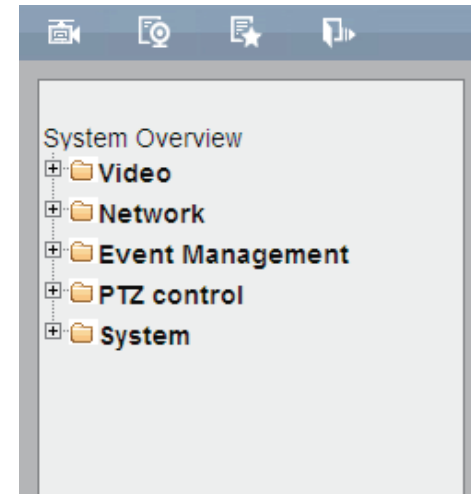 System Overview
Video
Network
Event Management
PTZ control
System